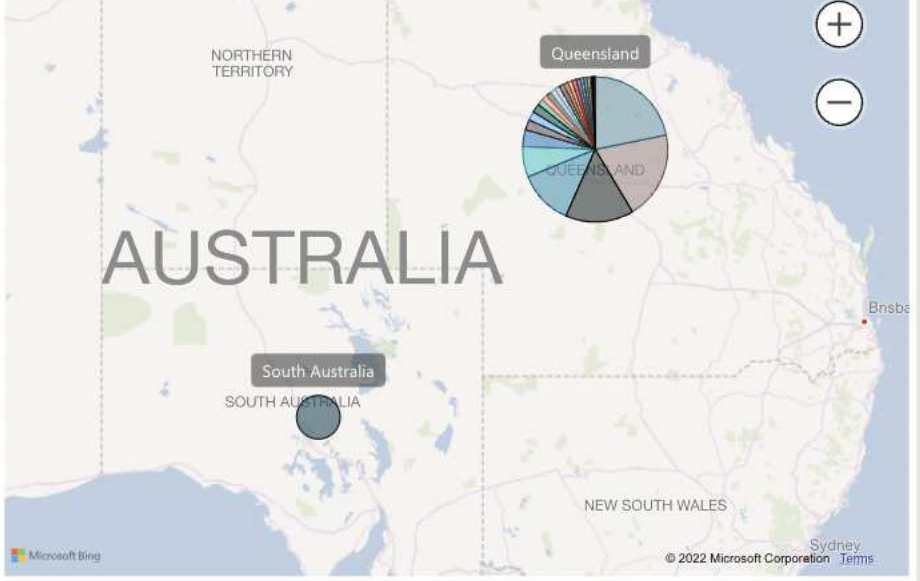 NORTHERN
TERRITORY
Queensland
QUEENSLAND
AUSTRALIA
Brisba
South Australia
SOUTH AUSTRALIA
NEW SOUTH WALES
Sydney
Microsoft Bing
© 2022 Microsoft Corporation Terms